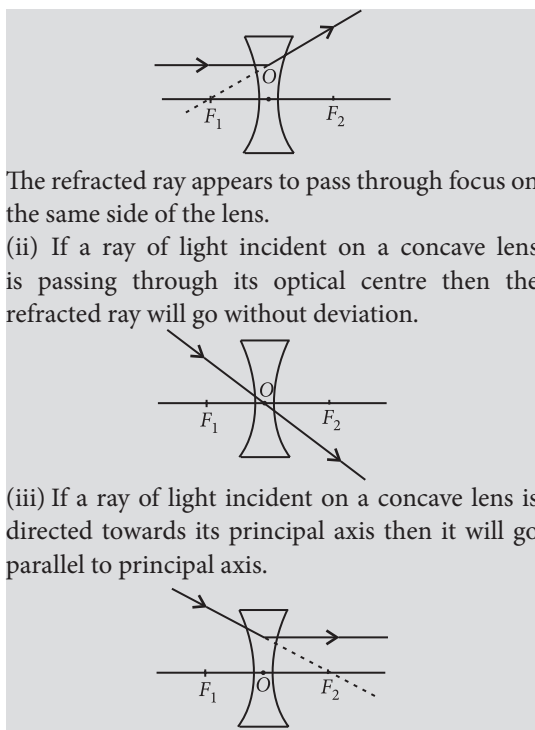 O
F1 F2
The refracted ray appears to pass through focus on
the same side of the lens.
(ii) If a ray of light incident on a concave lens
is passing through its optical centre then the
refracted ray will go without deviation.
O
F1 F2
(iii) If a ray of light incident on a concave lens is
directed towards its principal axis then it will go
parallel to principal axis.
F1 O F2